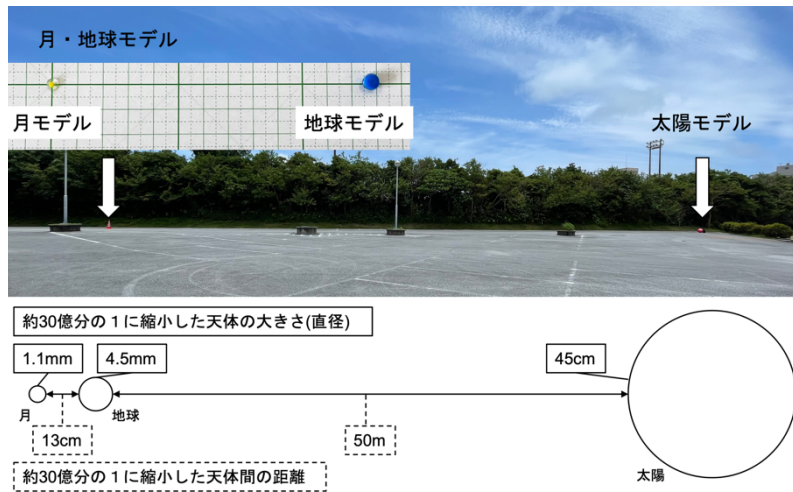 月・地球モデル
月モデル
地球モデル
太陽モデル
約30億分の1に縮小した天体の大きさ(直径)
1.1mm
4.5mm
45cm
月
地球
13cm
50m
太陽
約30億分の1に縮小した天体間の距離